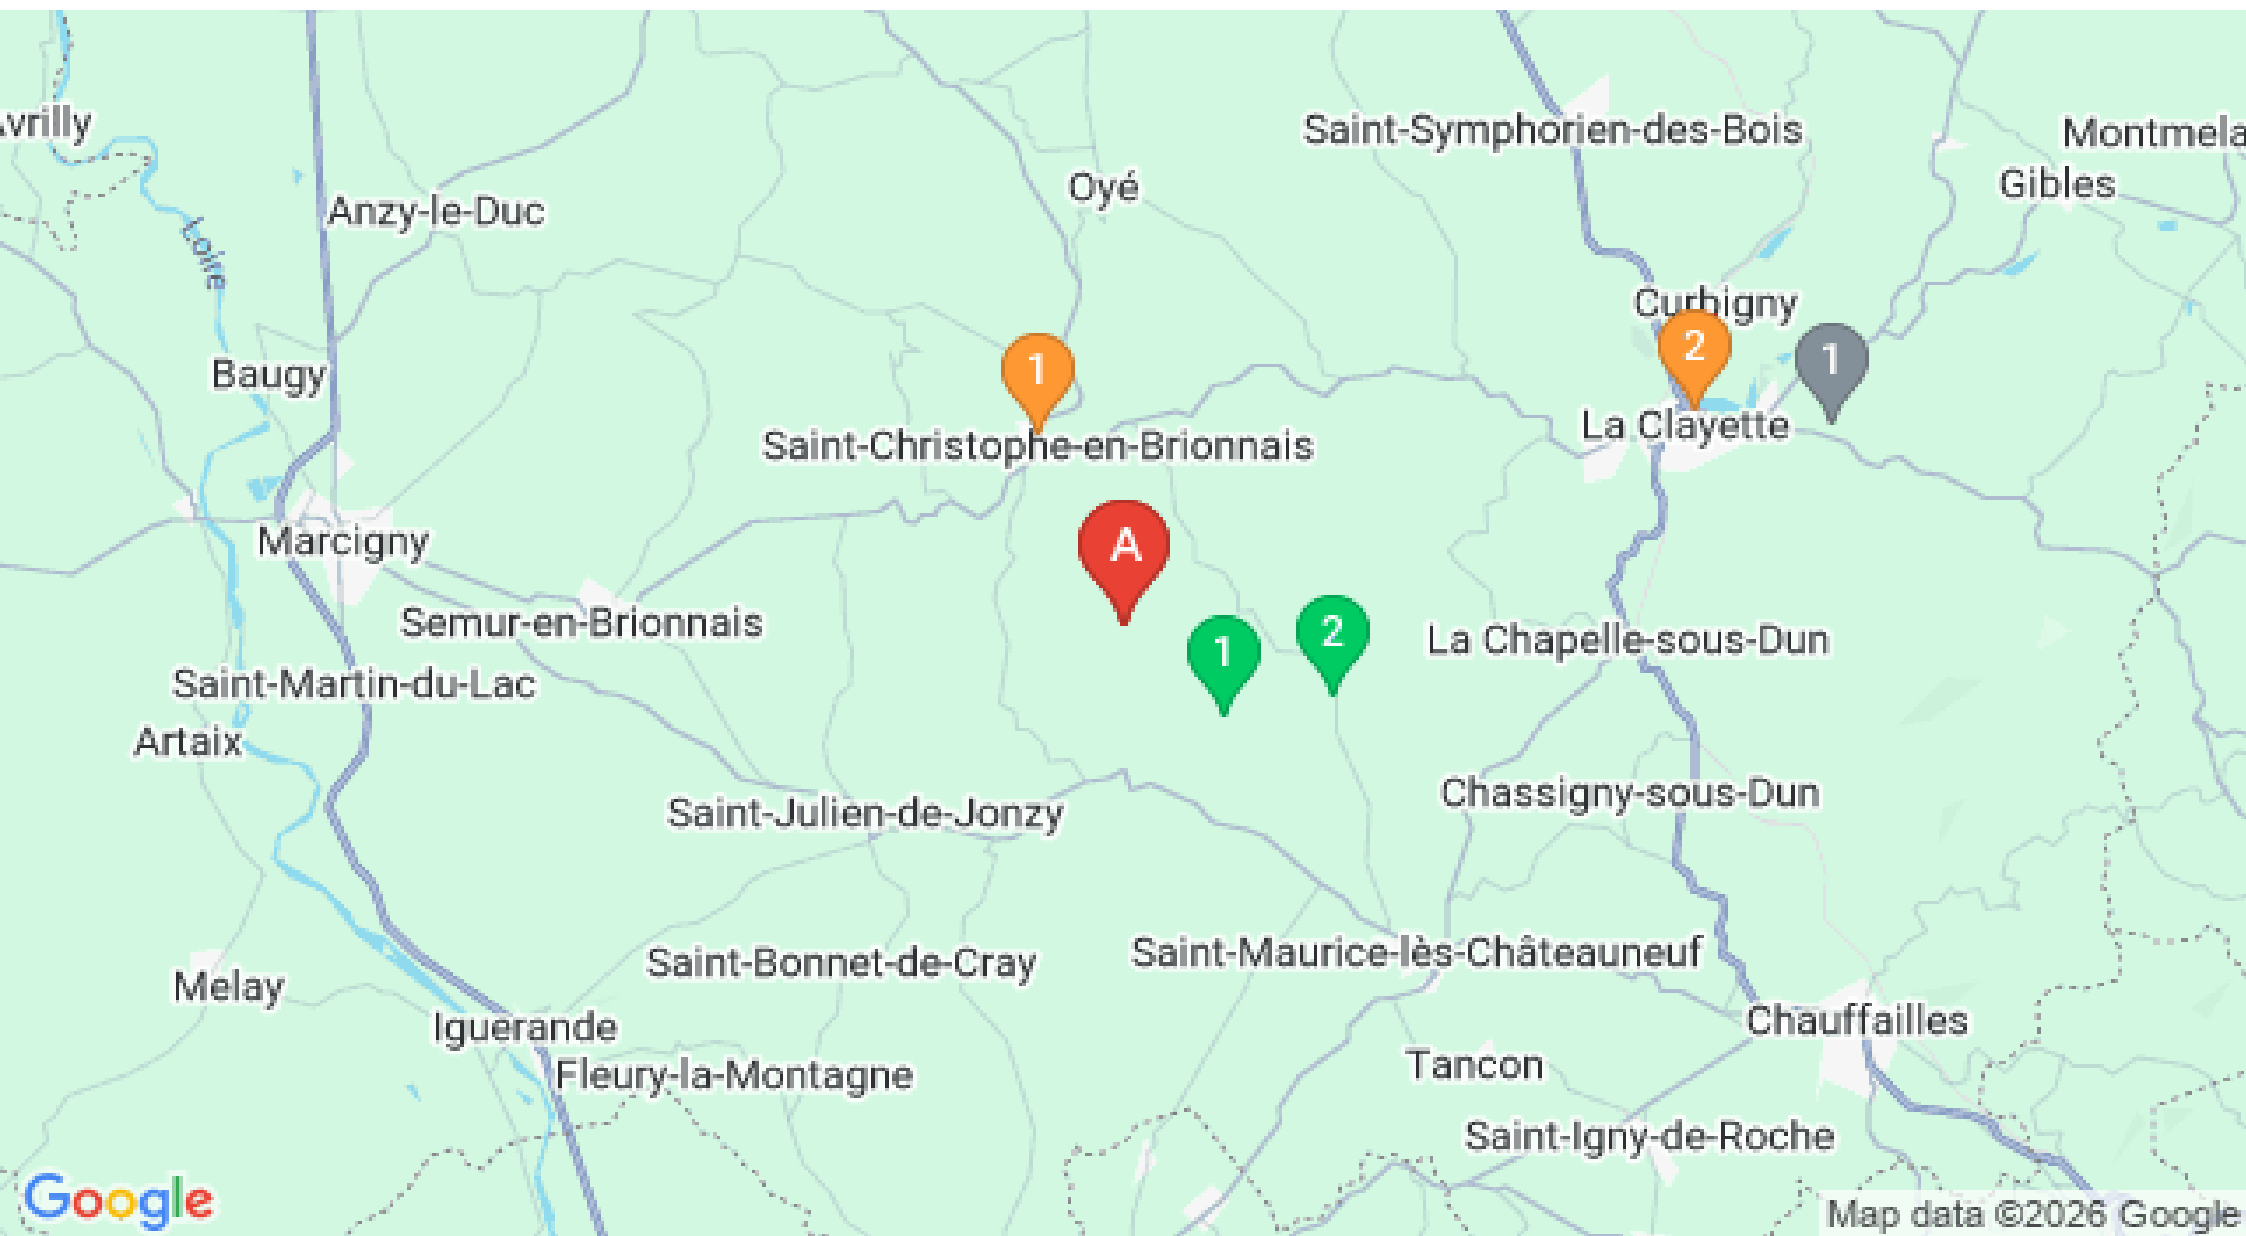 vrilly
Saint-Symphorien-des-Bois
Montmela
Oyé
Gibles
Anzy-le-Duc
Loire
Curbigny
2
1
1
Baugy
La Clayette
Saint-Christophe-en-Brionnais
Marcigny
A
Semur-en-Brionnais
1
2
La Chapelle-sous-Dun
Saint-Martin-du-Lac
Artaix
Chassigny-sous-Dun
Saint-Julien-de-Jonzy
Saint-Bonnet-de-Cray
Saint-Maurice-lès-Châteauneuf
Melay
Iguerande
Chauffailles
Fleury-la-Montagne
Tancon
Saint-Igny-de-Roche
Google
Map data ©2026 Google